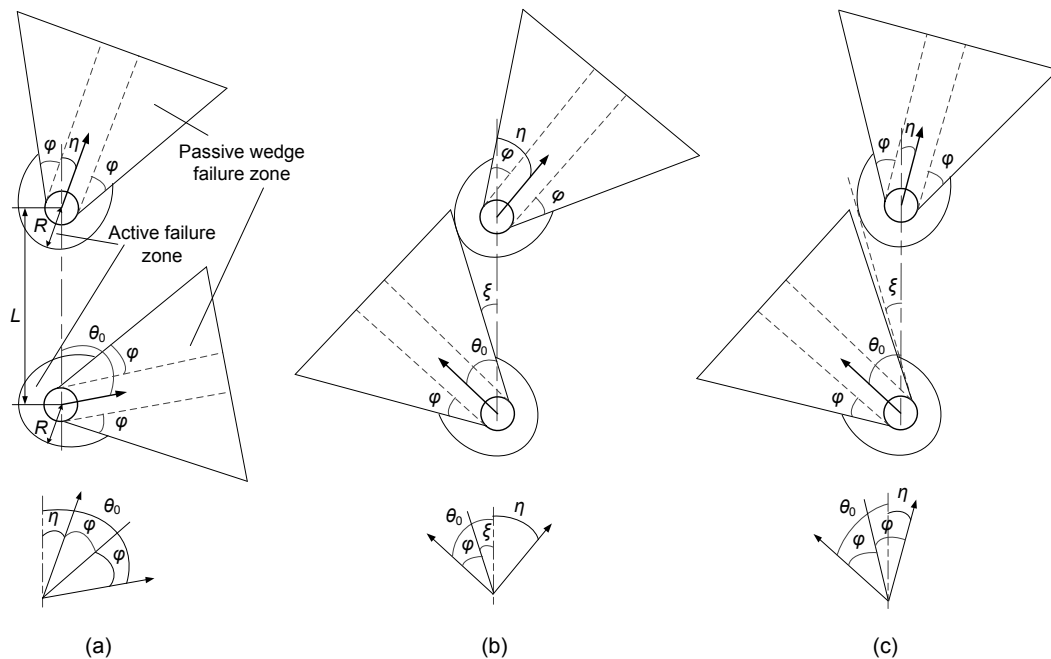 φ
η
φ
Passive wedge
failure zone
R
Active failure
zone
L
θ0
φ
φ
R
θ0
η
φ
φ
(a)
η
φ
φ
ξ
θ0
φ
θ0
ξ
η
φ
(b)
φ
η
φ
ξ
θ0
φ
η
θ0
φ
φ
(c)